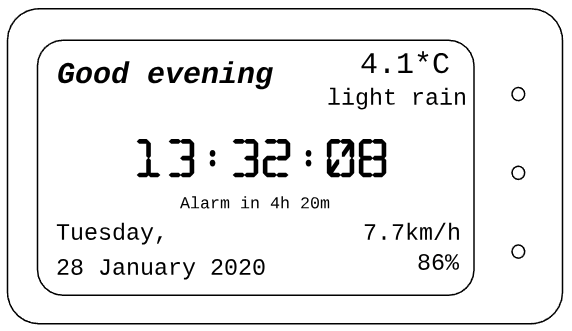 Good evening
4.1*C
light rain
13:32:08
Alarm in 4h 20m
Tuesday,
7.7km/h
28 January 2020
86%